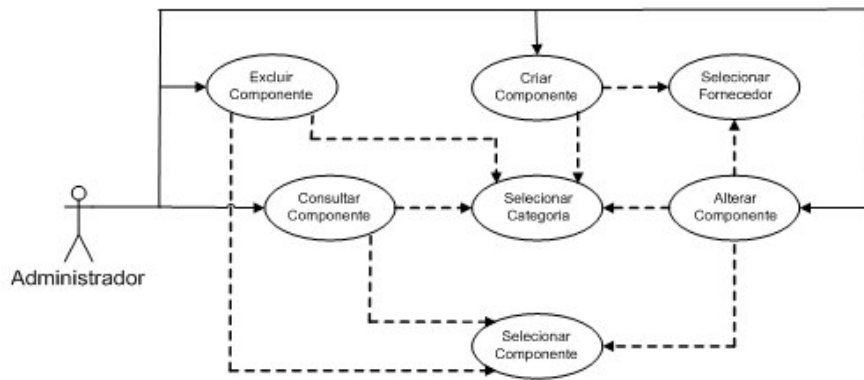 Excluir
Componente
Criar
Componente
Selecionar
Fornecedor
Consultar
Componente
Selecionar
Categoria
Alterar
Componente
Administrador
Selecionar
Componente